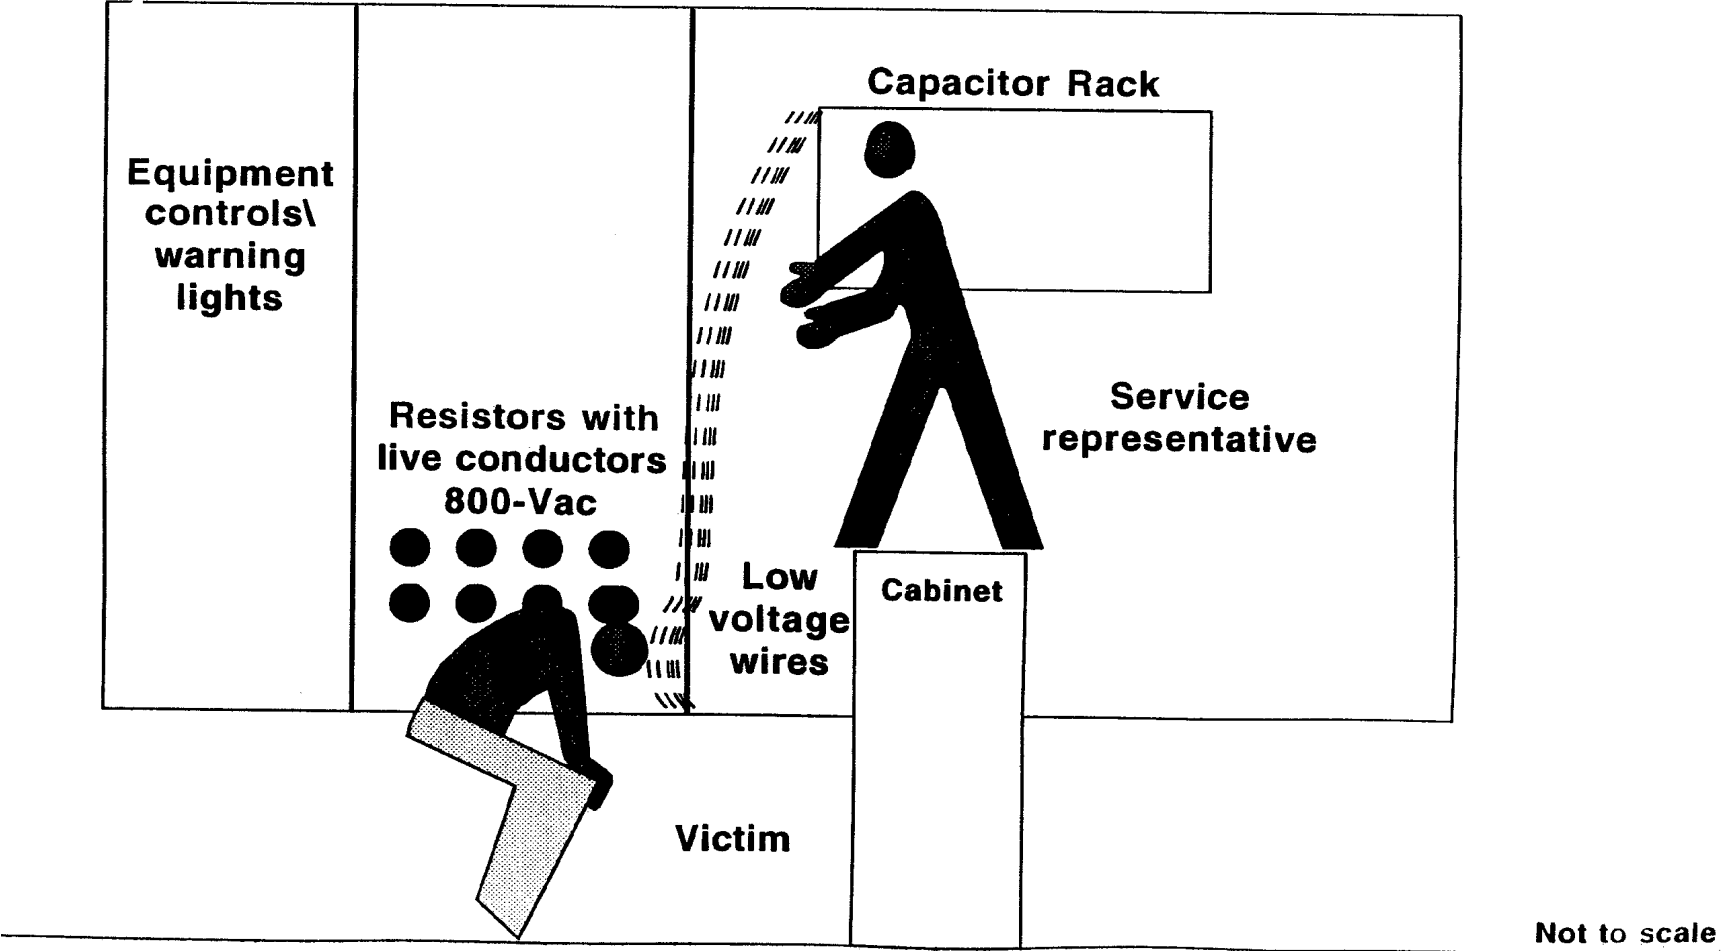 Capacitor Rack
Equipment
controls\
warning
lights
Resistors with
live conductors
800-Vac
Service
representative
Low
voltage
wires
Cabinet
Victim
Not to scale